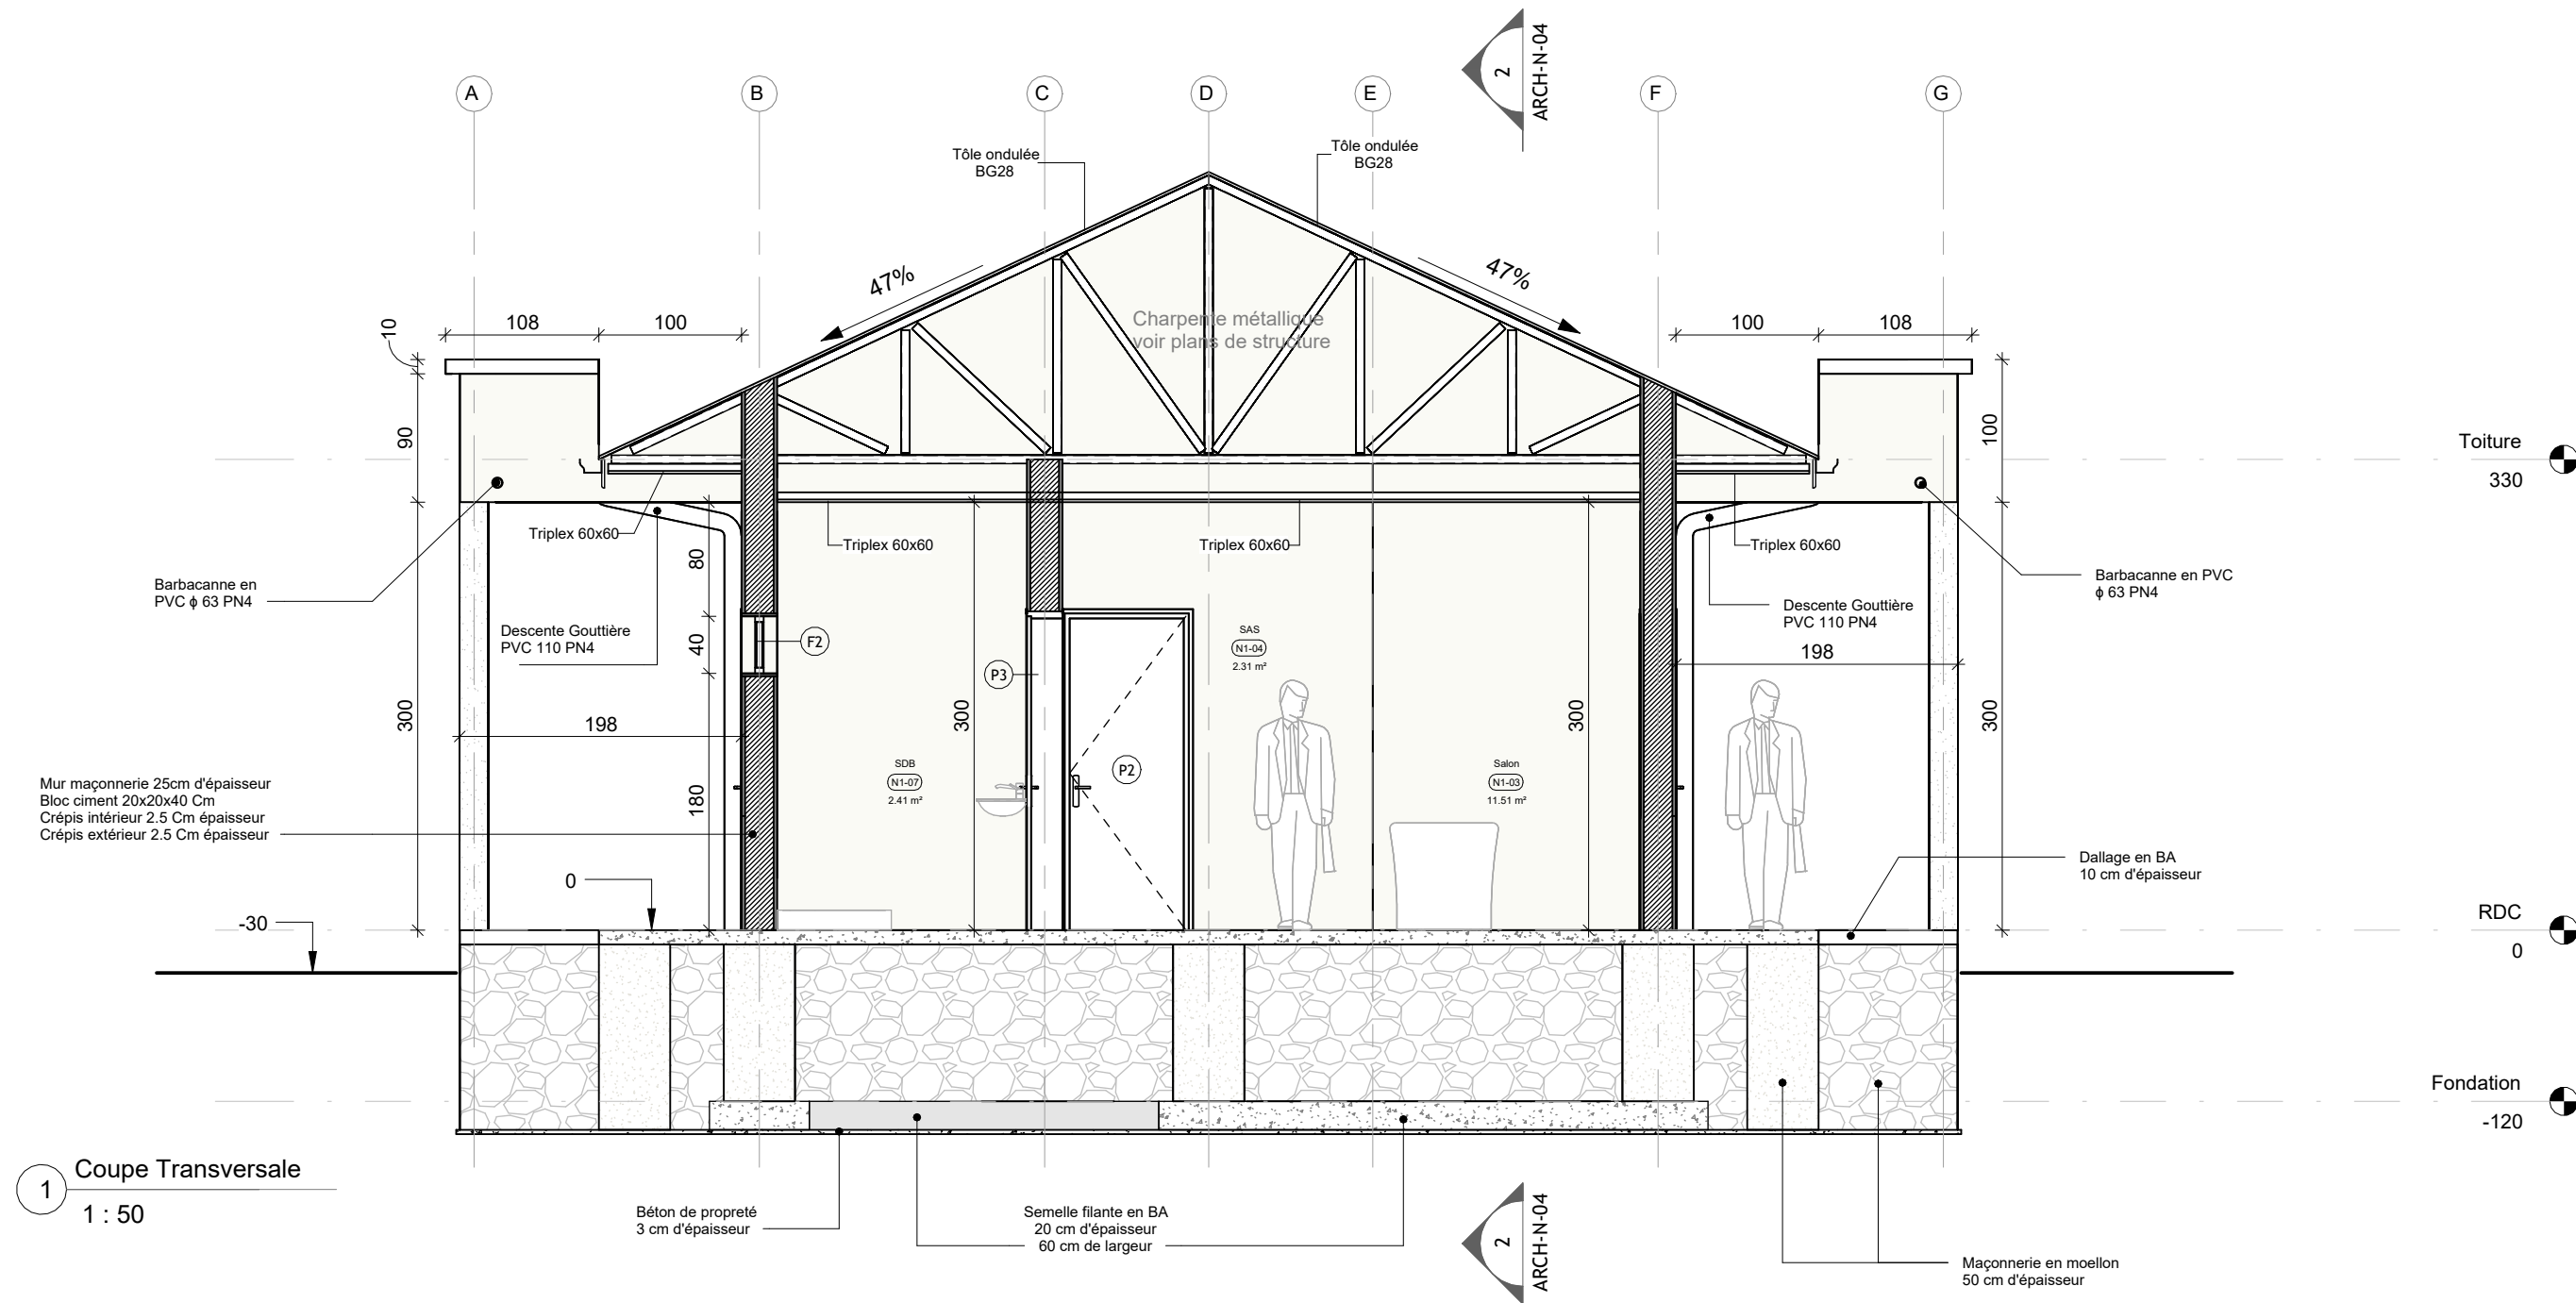 2
ARCH-N-04
A
B
C
D
E
F
G
Tôle ondulée
BG28
Tôle ondulée
BG28
47%
47%
Charpente métallique
voir plans de structure
10
108
100
100
108
90
100
Toiture
330
Triplex 60x60
Triplex 60x60
Triplex 60x60
Triplex 60x60
80
Barbacanne en
PVC ϕ 63 PN4
Barbacanne en PVC
ϕ 63 PN4
Descente Gouttière
PVC 110 PN4
Descente Gouttière
PVC 110 PN4
40
F2
SAS
N1-04
2.31 m²
P3
198
198
300
300
300
300
SDB
N1-07
2.41 m²
P2
Salon
N1-03
11.51 m²
180
Mur maçonnerie 25cm d'épaisseur
Bloc ciment 20x20x40 Cm
Crépis intérieur 2.5 Cm épaisseur
Crépis extérieur 2.5 Cm épaisseur
Dallage en BA
10 cm d'épaisseur
0
-30
RDC
0
Fondation
-120
1
Coupe Transversale
1 : 50
Béton de propreté
3 cm d'épaisseur
Semelle filante en BA
20 cm d'épaisseur
60 cm de largeur
2
ARCH-N-04
Maçonnerie en moellon
50 cm d'épaisseur